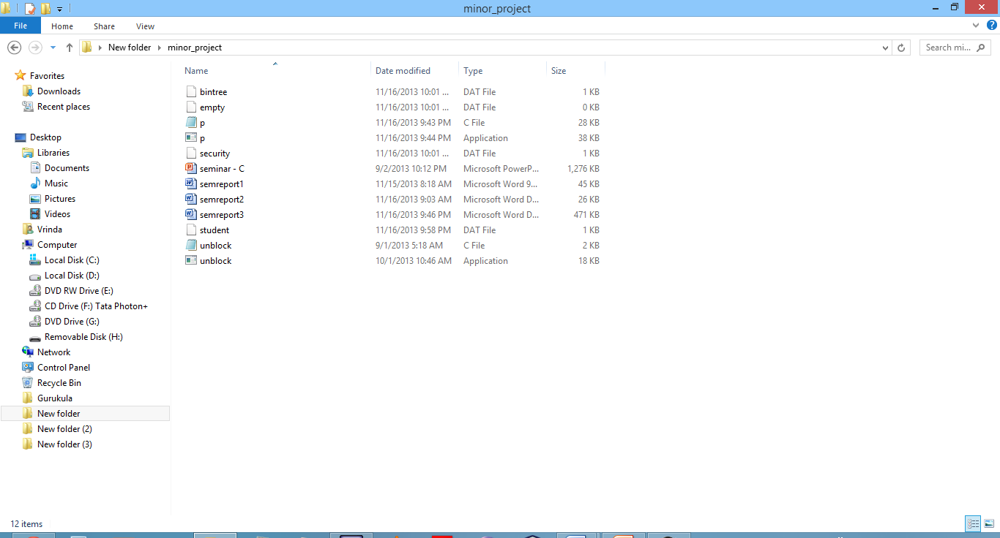 minor_project
File Home Share View
New folder minor_project Search mi...
Name Date modified Type Size
Favorites
Downloads
Recent places
Desktop
Libraries
Documents
Music
Pictures
Videos
Vrinda
Computer
Local Disk (C:)
Local Disk (D:)
DVD RW Drive (E:)
CD Drive (F:) Tata Photon+
DVD Drive (G:)
Removable Disk (H:)
Network
Control Panel
Recycle Bin
Gurukula
New folder
New folder (2)
New folder (3)
bintree 11/16/2013 10:01 ... DAT File 1 KB
empty 11/16/2013 10:01 ... DAT File 0 KB
p 11/16/2013 9:43 PM C File 28 KB
p 11/16/2013 9:44 PM Application 38 KB
security 11/16/2013 10:01 ... DAT File 1 KB
seminar - C 9/2/2013 10:12 PM Microsoft PowerP... 1,276 KB
semreport1 11/15/2013 8:18 AM Microsoft Word 9... 45 KB
semreport2 11/16/2013 9:03 AM Microsoft Word D... 26 KB
semreport3 11/16/2013 9:46 PM Microsoft Word D... 471 KB
student 11/16/2013 9:58 PM DAT File 1 KB
unblock 9/1/2013 5:18 AM C File 2 KB
unblock 10/1/2013 10:46 AM Application 18 KB
12 items